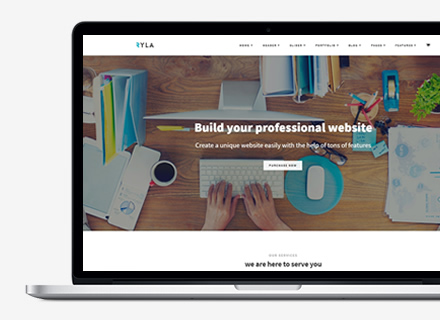 RYLA
HOME HEADER SLIDER PORTFOLIO BLOG PAGES FEATURES
Build your professional website
Create a unique website easily with the help of tons of features
PURCHASE NOW
OUR SERVICES
we are here to serve you